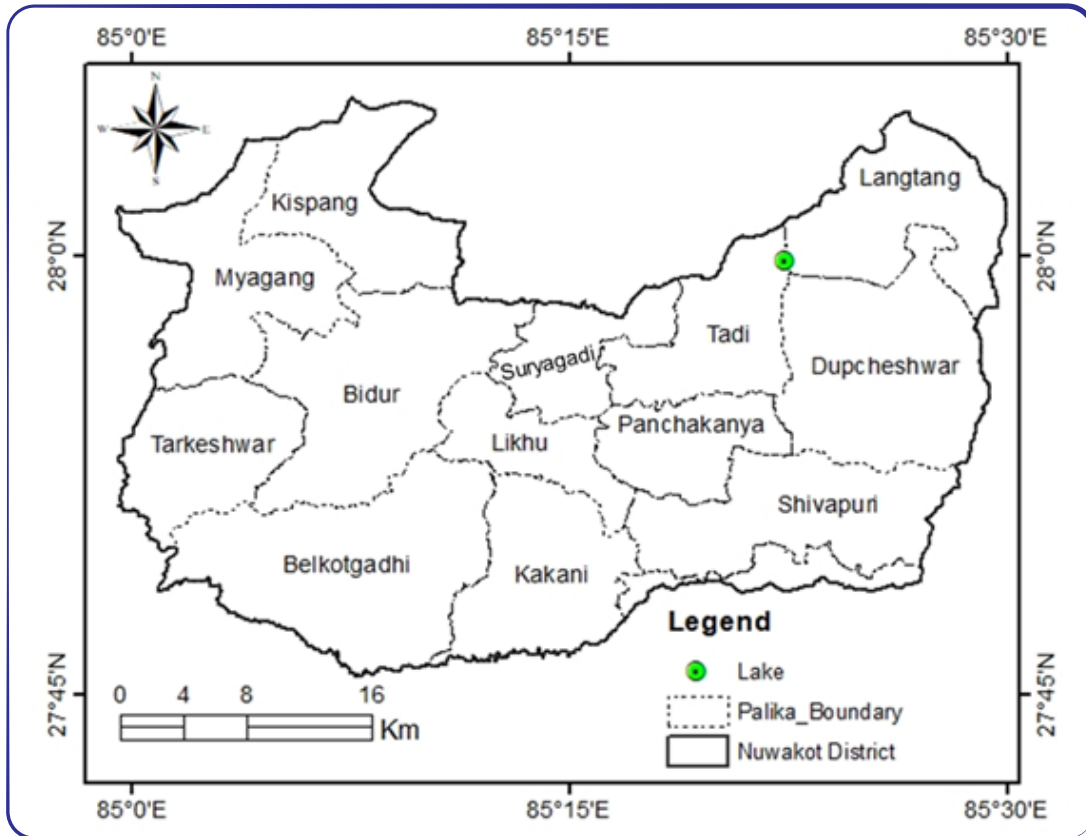 85°0'E
85°15'E
85°30'E
N
W
E
S
Langtang
Kispang
28°0'N
28°0'N
Myagang
Tadi
Suryagadi
Dupcheshwar
Bidur
Panchakanya
Tarkeshwar
Likhu
Shivapuri
Belkotgadhi
Kakani
Legend
Lake
Palika_Boundary
Nuwakot District
27°45'N
27°45'N
0 4 8 16
Km
85°0'E
85°15'E
85°30'E